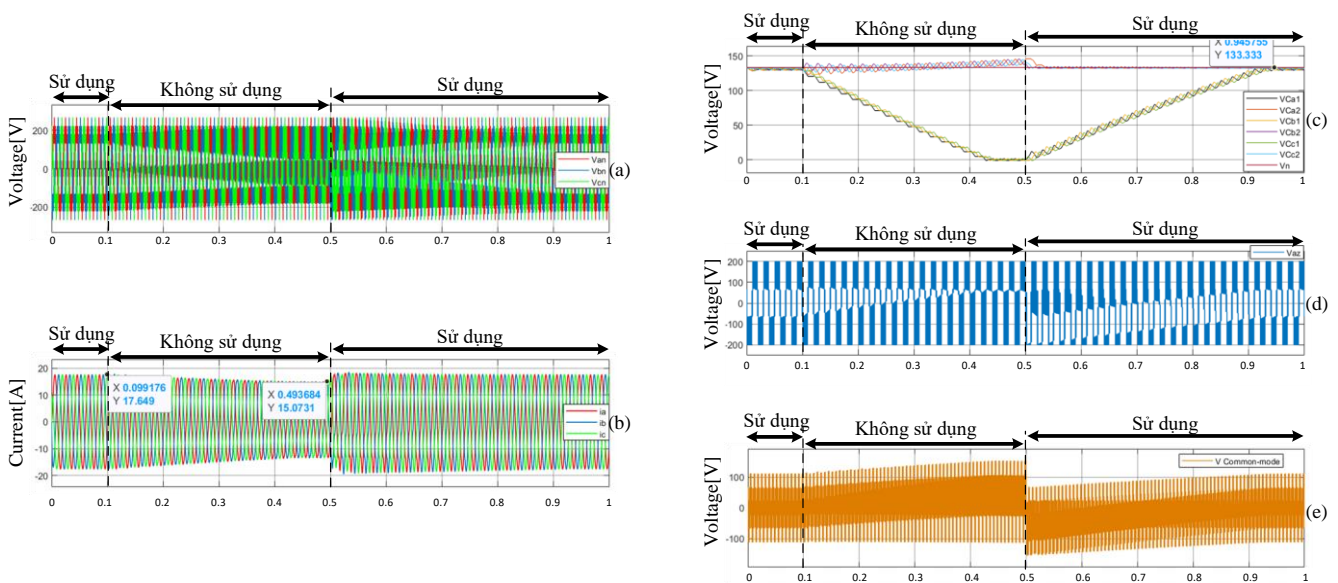 Sử dụng
Không sử dụng
Sử dụng
Voltage[V]
200
0
-200
Van
Vbn
Vcn
(a)
0 0.1 0.2 0.3 0.4 0.5 0.6 0.7 0.8 0.9 1
Sử dụng
Không sử dụng
Sử dụng
Current[A]
20
10
0
-10
-20
X 0.099176
Y 17.649
X 0.493684
Y 15.0731
ia
ib
ic
(b)
0 0.1 0.2 0.3 0.4 0.5 0.6 0.7 0.8 0.9 1
Sử dụng
Không sử dụng
Sử dụng
Voltage[V]
150
100
50
0
X 0.945755
Y 133.333
VCa1
VCa2
VCb1
VCb2
VCc1
VCc2
Vn
(c)
0 0.1 0.2 0.3 0.4 0.5 0.6 0.7 0.8 0.9 1
Sử dụng
Không sử dụng
Sử dụng
Voltage[V]
200
100
0
-100
-200
Vaz
(d)
0 0.1 0.2 0.3 0.4 0.5 0.6 0.7 0.8 0.9 1
Sử dụng
Không sử dụng
Sử dụng
Voltage[V]
100
0
-100
V Common-mode
(e)
0 0.1 0.2 0.3 0.4 0.5 0.6 0.7 0.8 0.9 1